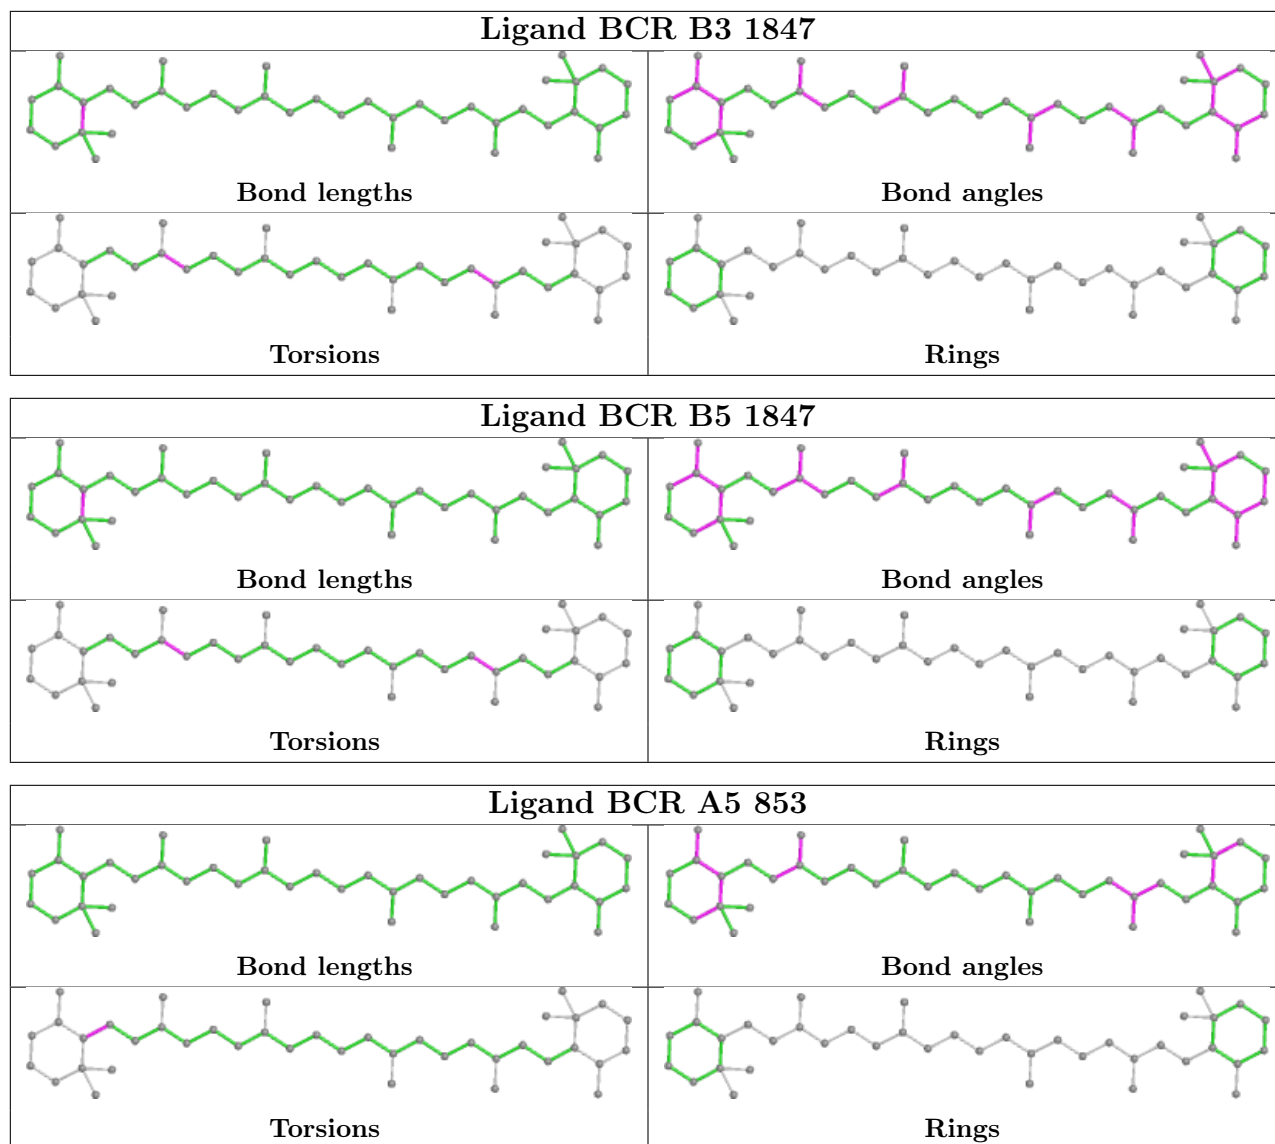 Ligand BCR B3 1847
Bond lengths
Bond angles
Torsions
Rings
Ligand BCR B5 1847
Bond lengths
Bond angles
Torsions
Rings
Ligand BCR A5 853
Bond lengths
Bond angles
Torsions
Rings